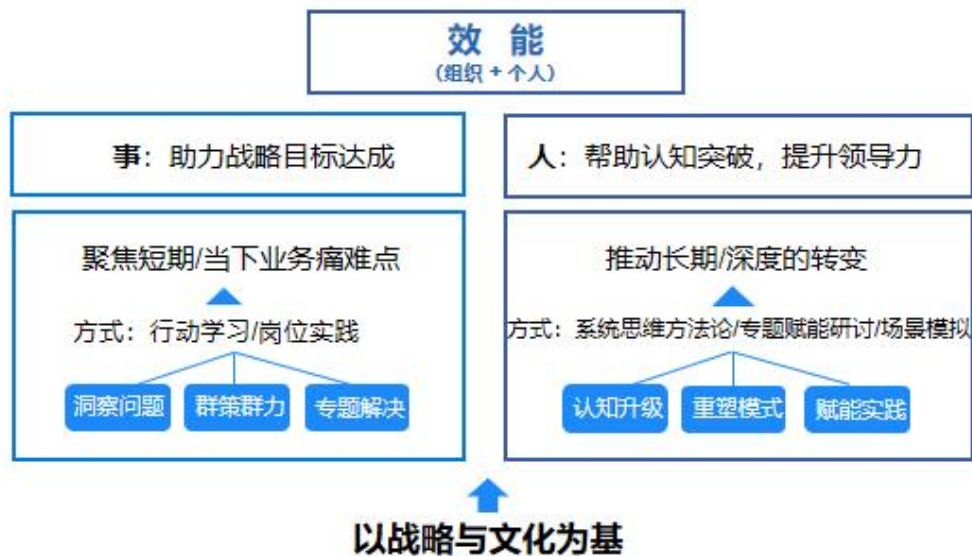 效 能
(组织 + 个人)
事：助力战略目标达成
人：帮助认知突破，提升领导力
聚焦短期/当下业务痛难点
方式：行动学习/岗位实践
洞察问题 群策群力 专题解决
推动长期/深度的转变
方式：系统思维方法论/专题赋能研讨/场景模拟
认知升级 重塑模式 赋能实践
以战略与文化为基